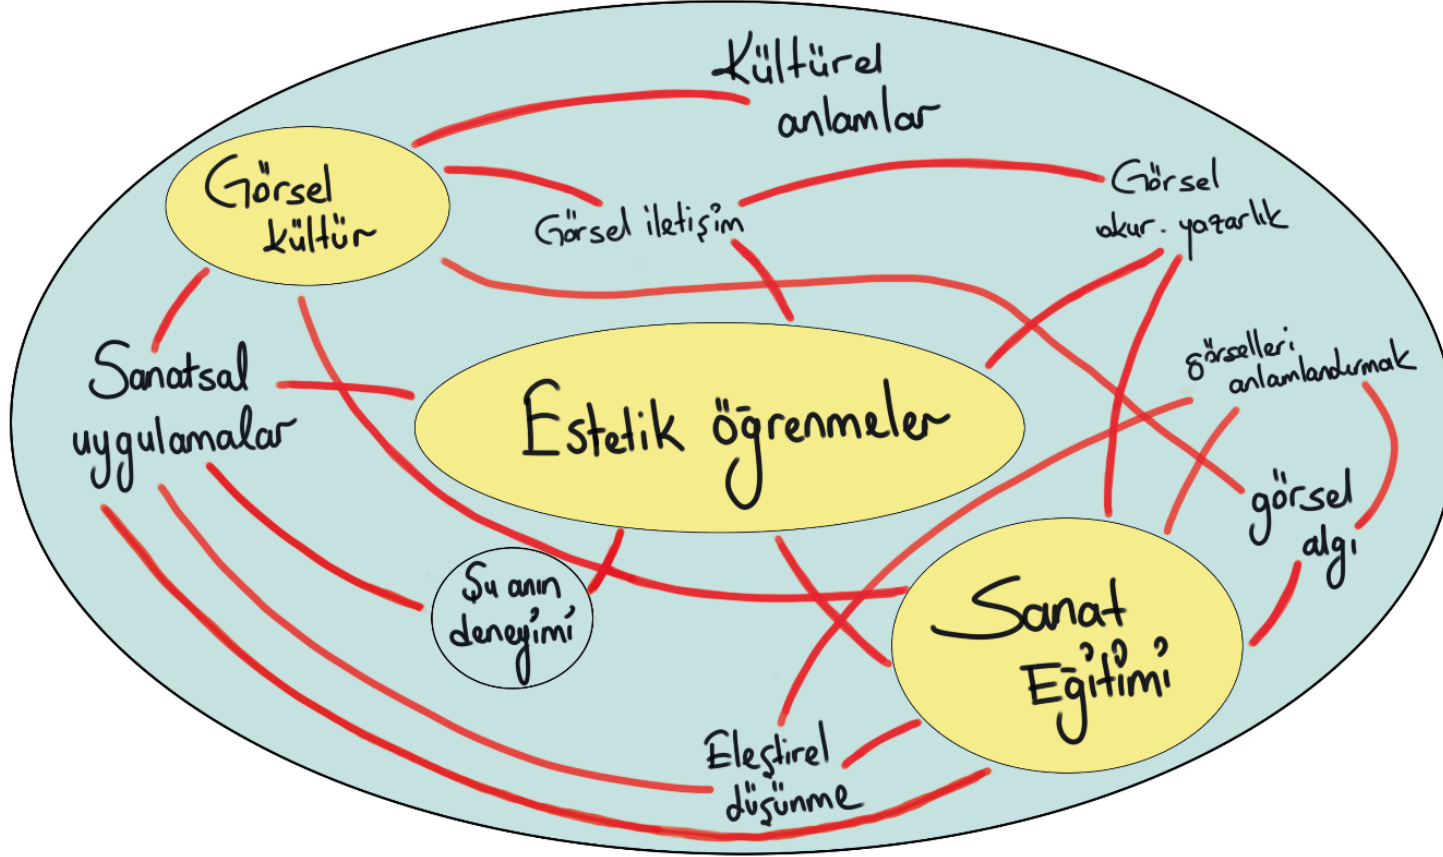 Kültürel
anlamlar
Görsel
kültür
Görsel iletişim
Görsel
okur-yazarlık
Sanatsal
uygulamalar
görselleri
anlamlandırmak
Estetik öğrenmeler
görsel
algı
Şu anın
deneyimi
Sanat
Eğitimi
Eleştirel
düşünme